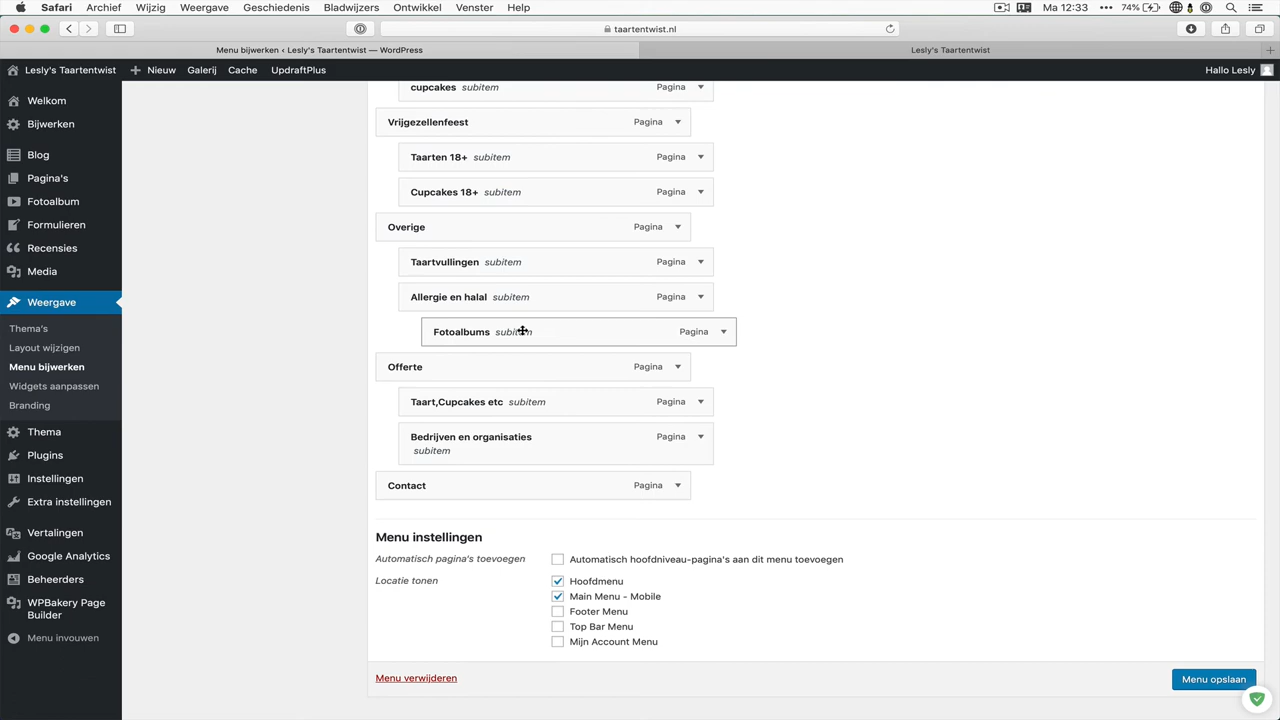 Safari Archief Wijzig Weergave Geschiedenis Bladwijzers Ontwikkel Venster Help 74% Ma 12:33
taartentwist.nl
Menu bijwerken ‹ Lesly's Taartentwist — WordPress Lesly's Taartentwist
Lesly's Taartentwist Nieuw Galerij Cache UpdraftPlus Hallo Lesly
Welkom
Bijwerken
Blog
Pagina's
Fotoalbum
Formulieren
Recensies
Media
Weergave
Thema's
Layout wijzigen
Menu bijwerken
Widgets aanpassen
Branding
Thema
Plugins
Instellingen
Extra instellingen
Vertalingen
Google Analytics
Beheerders
WPBakery Page
Builder
Menu invouwen
cupcakes subitem Pagina
Vrijgezellenfeest Pagina
Taarten 18+ subitem Pagina
Cupcakes 18+ subitem Pagina
Overige Pagina
Taartvullingen subitem Pagina
Allergie en halal subitem Pagina
Fotoalbums subitem Pagina
Offerte Pagina
Taart,Cupcakes etc subitem Pagina
Bedrijven en organisaties Pagina
subitem
Contact Pagina
Menu instellingen
Automatisch pagina's toevoegen Automatisch hoofdniveau-pagina's aan dit menu toevoegen
Locatie tonen Hoofdmenu
Main Menu - Mobile
Footer Menu
Top Bar Menu
Mijn Account Menu
Menu verwijderen Menu opslaan